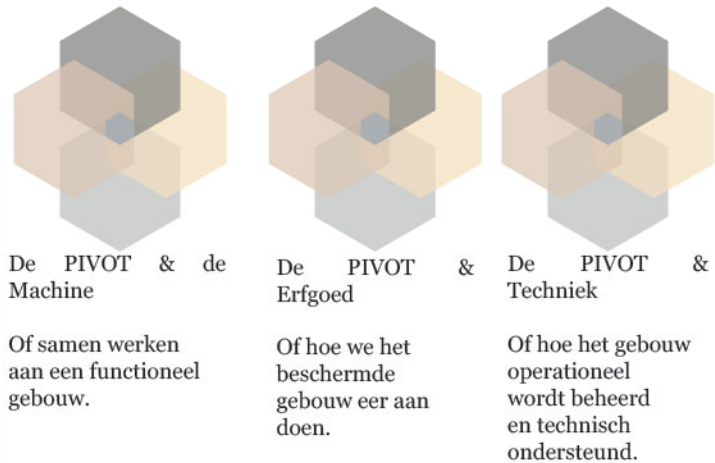 De PIVOT & de
Machine
Of samen werken
aan een functioneel
gebouw.
De PIVOT &
Erfgoed
Of hoe we het
beschermde
gebouw eer aan
doen.
De PIVOT &
Techniek
Of hoe het gebouw
operationeel
wordt beheerd
en technisch
ondersteund.